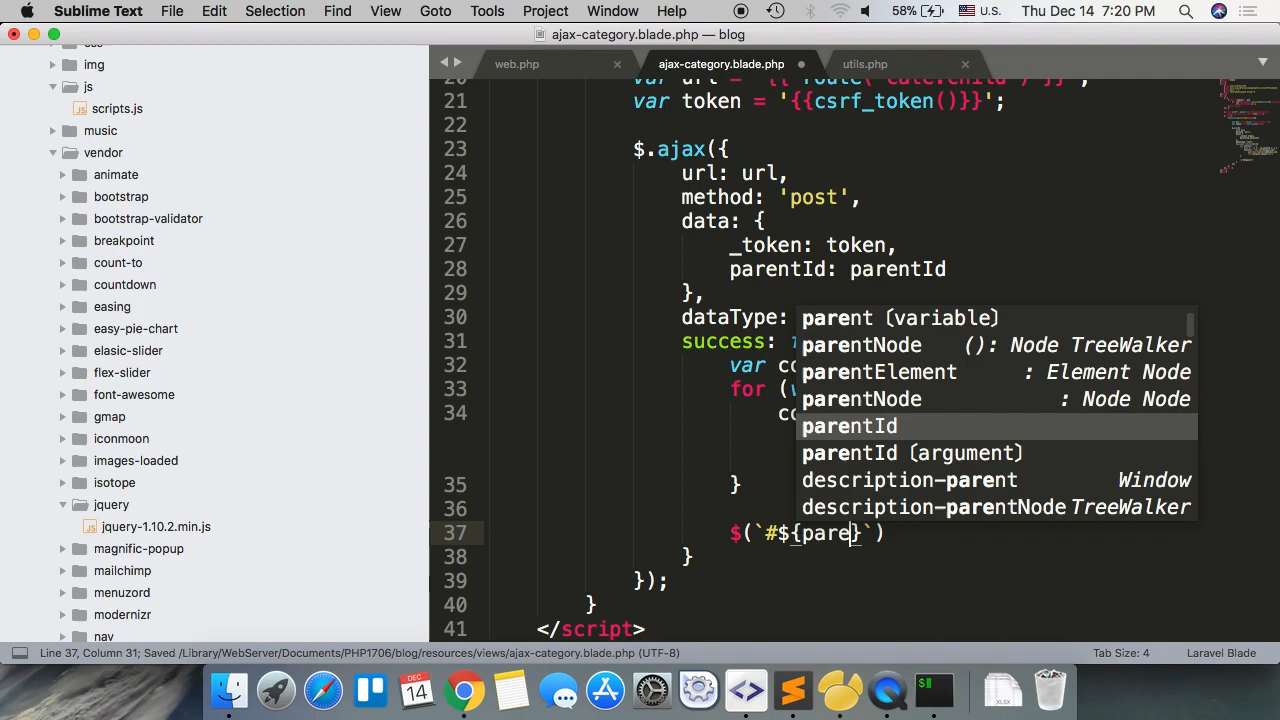 Sublime Text File Edit Selection Find View Goto Tools Project Window Help 58% U.S. Thu Dec 14 7:20 PM
ajax-category.blade.php — blog
web.php ajax-category.blade.php utils.php
img
js
scripts.js
music
vendor
animate
bootstrap
bootstrap-validator
breakpoint
count-to
countdown
easing
easy-pie-chart
elasic-slider
flex-slider
font-awesome
gmap
iconmoon
images-loaded
isotope
jquery
jquery-1.10.2.min.js
magnific-popup
mailchimp
menuzord
modernizr
nav
21 var token = '{{csrf_token()}}';
22
23 $.ajax({
24 url: url,
25 method: 'post',
26 data: {
27 _token: token,
28 parentId: parentId
29 },
30 dataType:
31 success:
32 var co
33 for (
34 co
35 }
36
37 $(`#${pare}`)
38 }
39 });
40 }
41 </script>
parent (variable)
parentNode (): Node TreeWalker
parentElement : Element Node
parentNode : Node Node
parentId
parentId (argument)
description-parent Window
description-parentNode TreeWalker
Line 37, Column 31; Saved /Library/WebServer/Documents/PHP1706/blog/resources/views/ajax-category.blade.php (UTF-8) Tab Size: 4 Laravel Blade
DEC
14
$
XLSX